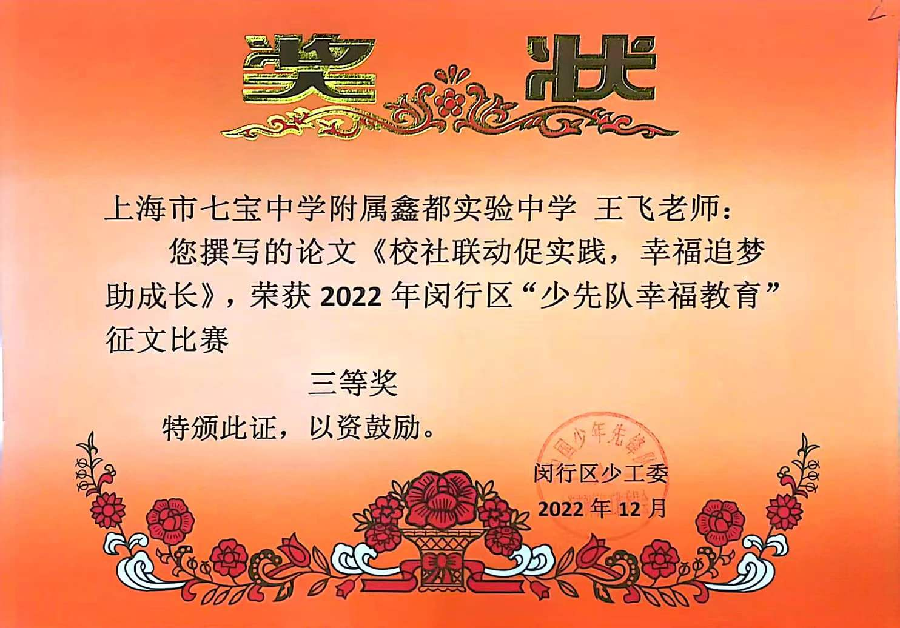 奖 状
上海市七宝中学附属鑫都实验中学 王飞老师：
您撰写的论文《校社联动促实践，幸福追梦
助成长》，荣获 2022 年闵行区“少先队幸福教育”
征文比赛
三等奖
特颁此证，以资鼓励。
中国少年先锋队
闵行区少工委
2022 年 12 月